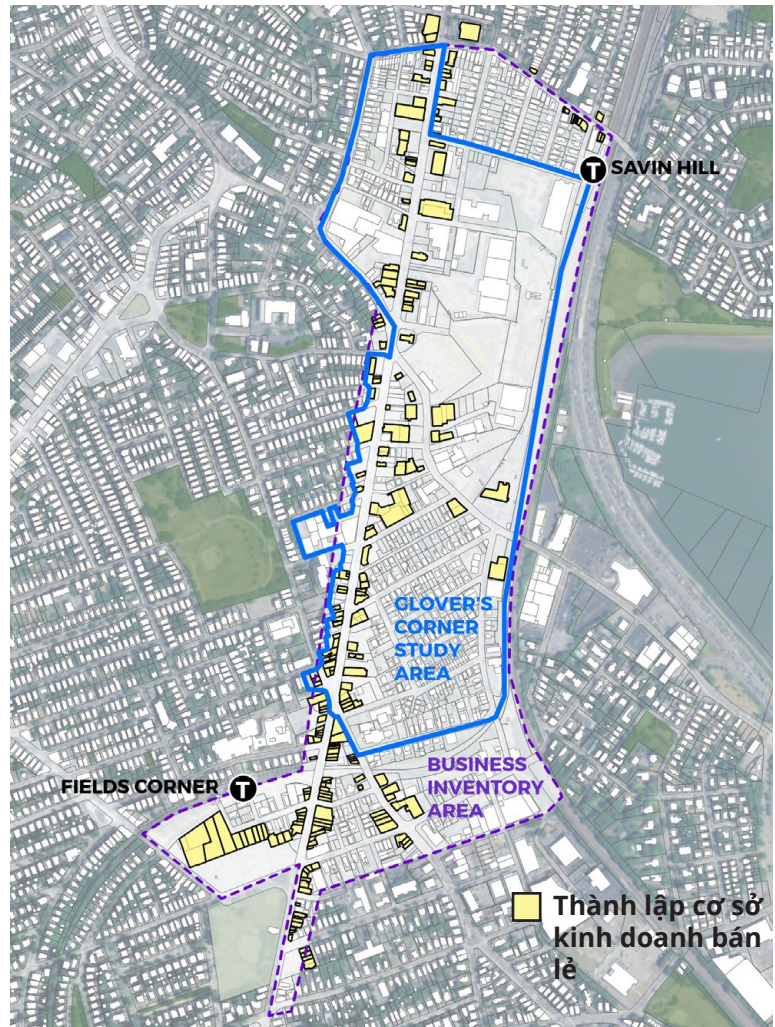 T SAVIN HILL
GLOVER'S
CORNER
STUDY
AREA
BUSINESS
INVENTORY
AREA
FIELDS CORNER T
Thành lập cơ sở
kinh doanh bán
lẻ